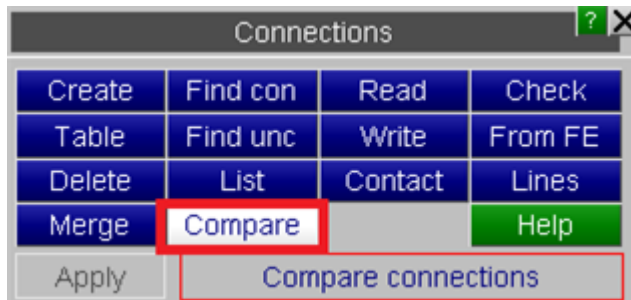 Connections ? X
Create Find con Read Check
Table Find unc Write From FE
Delete List Contact Lines
Merge Compare Help
Apply Compare connections